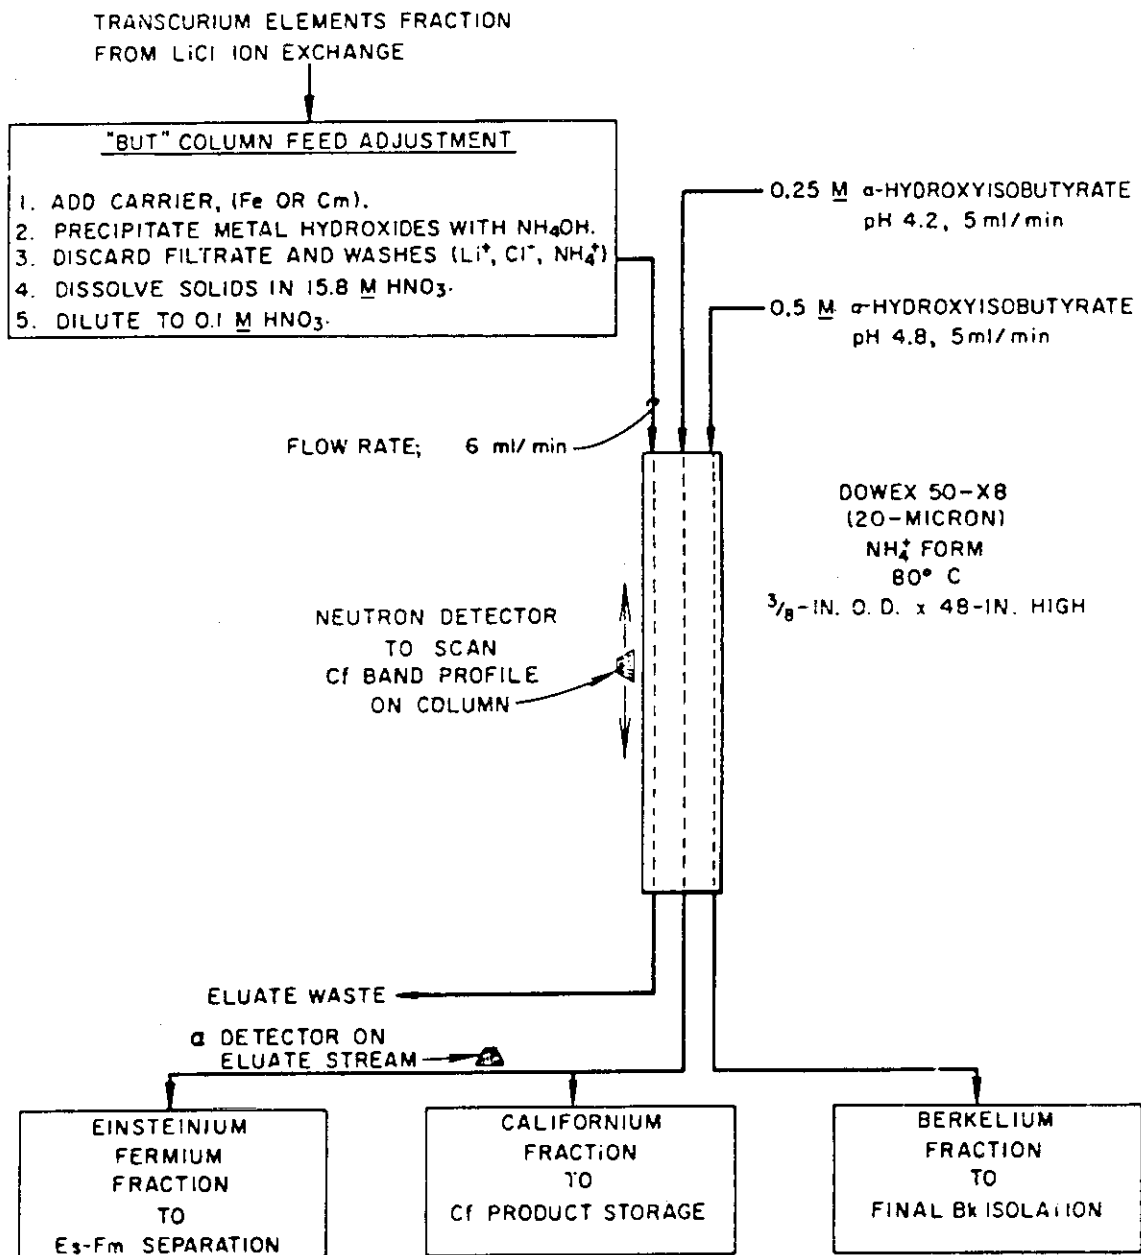 TRANSCURIUM ELEMENTS FRACTION
FROM LiCl ION EXCHANGE
"BUT" COLUMN FEED ADJUSTMENT
1. ADD CARRIER, (Fe OR Cm).
2. PRECIPITATE METAL HYDROXIDES WITH NH₄OH.
3. DISCARD FILTRATE AND WASHES (Li⁺, Cl⁻, NH₄⁺)
4. DISSOLVE SOLIDS IN 15.8 M HNO₃.
5. DILUTE TO 0.1 M HNO₃.
0.25 M α-HYDROXYISOBUTYRATE
pH 4.2, 5ml/min
0.5 M α-HYDROXYISOBUTYRATE
pH 4.8, 5ml/min
FLOW RATE; 6 ml/min
DOWEX 50-X8
(20-MICRON)
NH₄⁺ FORM
80° C
3/8-IN. O.D. x 48-IN. HIGH
NEUTRON DETECTOR
TO SCAN
Cf BAND PROFILE
ON COLUMN
ELUATE WASTE
α DETECTOR ON
ELUATE STREAM
EINSTEINIUM
FERMIUM
FRACTION
TO
Es-Fm SEPARATION
CALIFORNIUM
FRACTION
TO
Cf PRODUCT STORAGE
BERKELIUM
FRACTION
TO
FINAL Bk ISOLATION